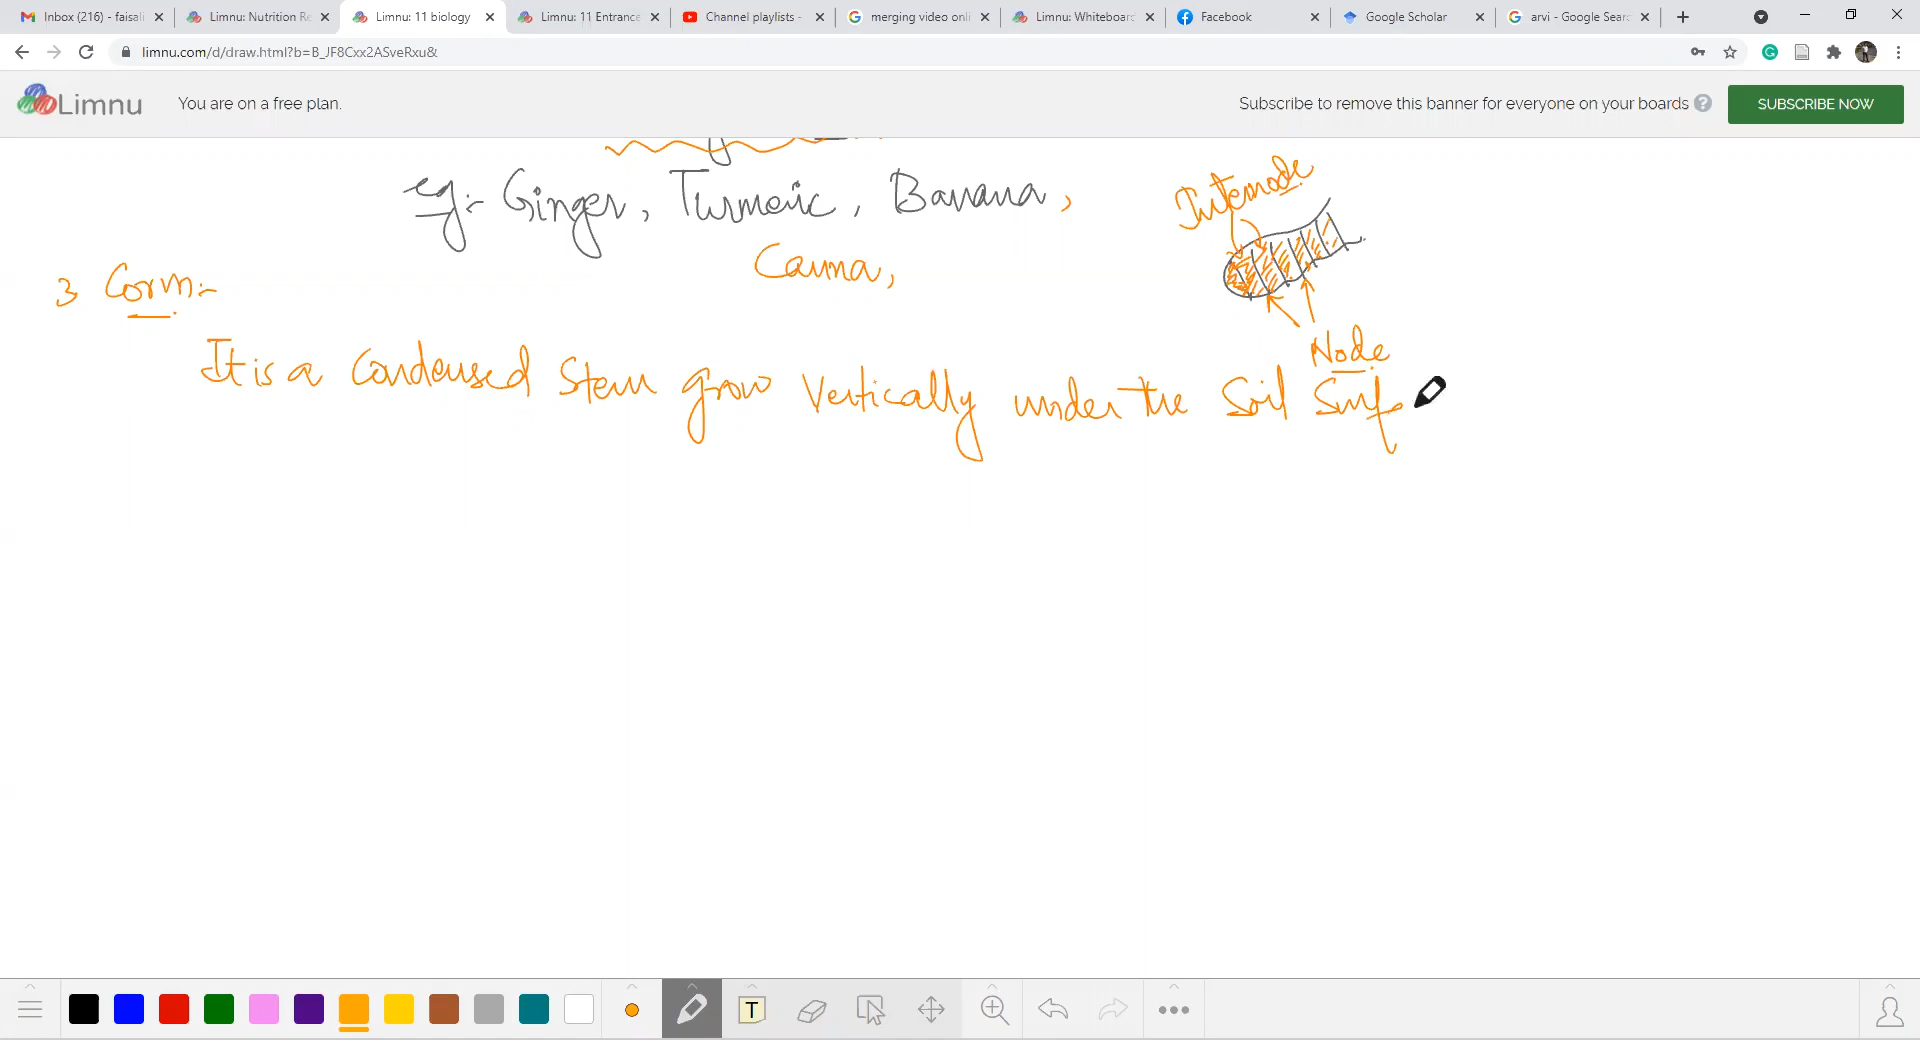 Inbox (216) - faisali
Limnu: Nutrition Re
Limnu: 11 biology
Limnu: 11 Entrance
Channel playlists -
merging video onli
Limnu: Whiteboard
Facebook
Google Scholar
arvi - Google Sear
limnu.com/d/draw.html?b=B_JF8Cxx2ASveRxu&
Limnu
You are on a free plan.
Subscribe to remove this banner for everyone on your boards ?
SUBSCRIBE NOW
eg:- Ginger, Turmeric, Banana,
Canna,
Internode
Node
3 Corm:-
It is a Condensed Stem grow Vertically under the Soil Surf
T